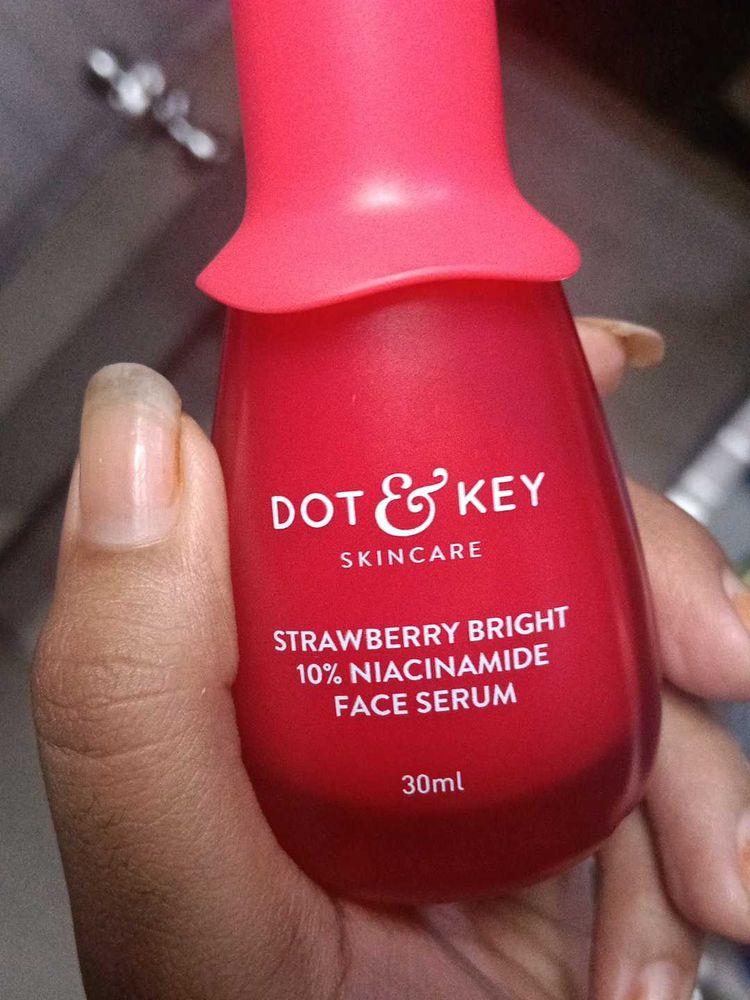 DOT & KEY
SKINCARE
STRAWBERRY BRIGHT
10% NIACINAMIDE
FACE SERUM
30ml